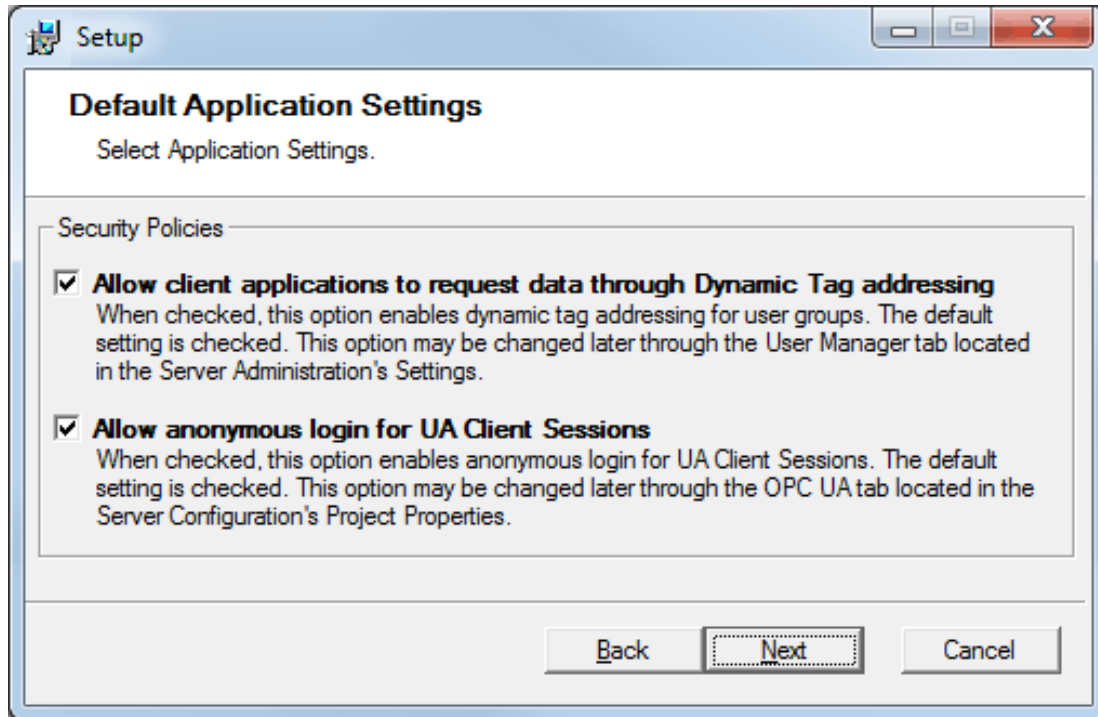 Setup
X
Default Application Settings
Select Application Settings.
Security Policies
Allow client applications to request data through Dynamic Tag addressing
When checked, this option enables dynamic tag addressing for user groups. The default
setting is checked. This option may be changed later through the User Manager tab located
in the Server Administration's Settings.
Allow anonymous login for UA Client Sessions
When checked, this option enables anonymous login for UA Client Sessions. The default
setting is checked. This option may be changed later through the OPC UA tab located in the
Server Configuration's Project Properties.
Back Next Cancel